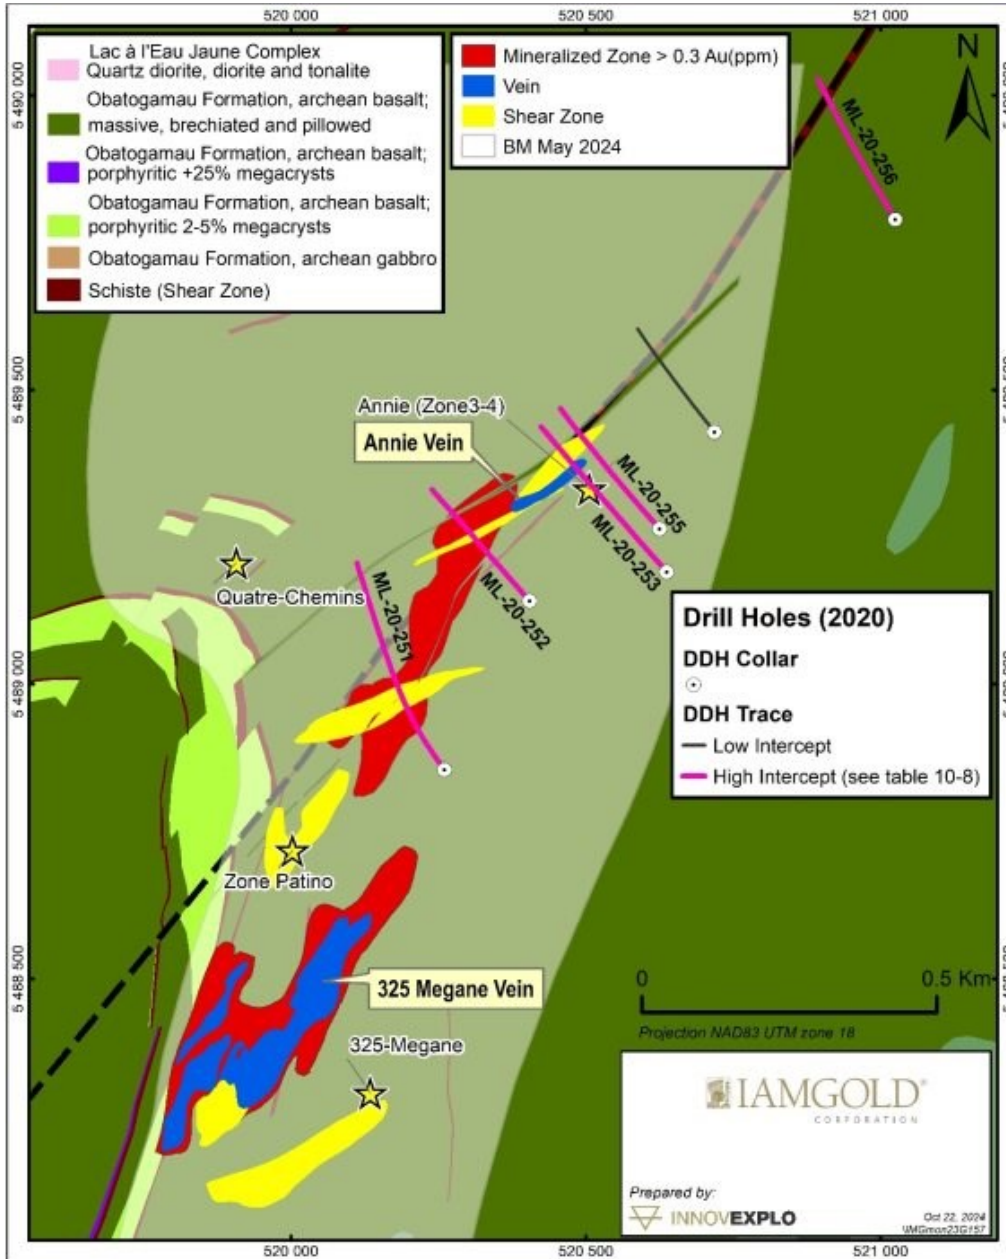 520 000
520 500
521 000
Lac à l'Eau Jaune Complex
Quartz diorite, diorite and tonalite
Obatogamau Formation, archean basalt;
massive, brechiated and pillowed
Obatogamau Formation, archean basalt;
porphyritic +25% megacrysts
Obatogamau Formation, archean basalt;
porphyritic 2-5% megacrysts
Obatogamau Formation, archean gabbro
Schiste (Shear Zone)
Mineralized Zone > 0.3 Au(ppm)
Vein
Shear Zone
BM May 2024
N
5 490 000
ML-20-256
5 489 500
Annie (Zone3-4)
Annie Vein
ML-20-255
ML-20-253
ML-20-252
ML-20-251
Quatre-Chemins
Drill Holes (2020)
DDH Collar
DDH Trace
Low Intercept
High Intercept (see table 10-8)
5 489 000
Zone Patino
325 Megane Vein
5 488 500
325-Megane
0
0.5 Km
Projection NAD83 UTM zone 18
IAMGOLD®
CORPORATION
Prepared by:
INNOVEXPLO
Oct 22, 2024
520 000
520 500
521 000